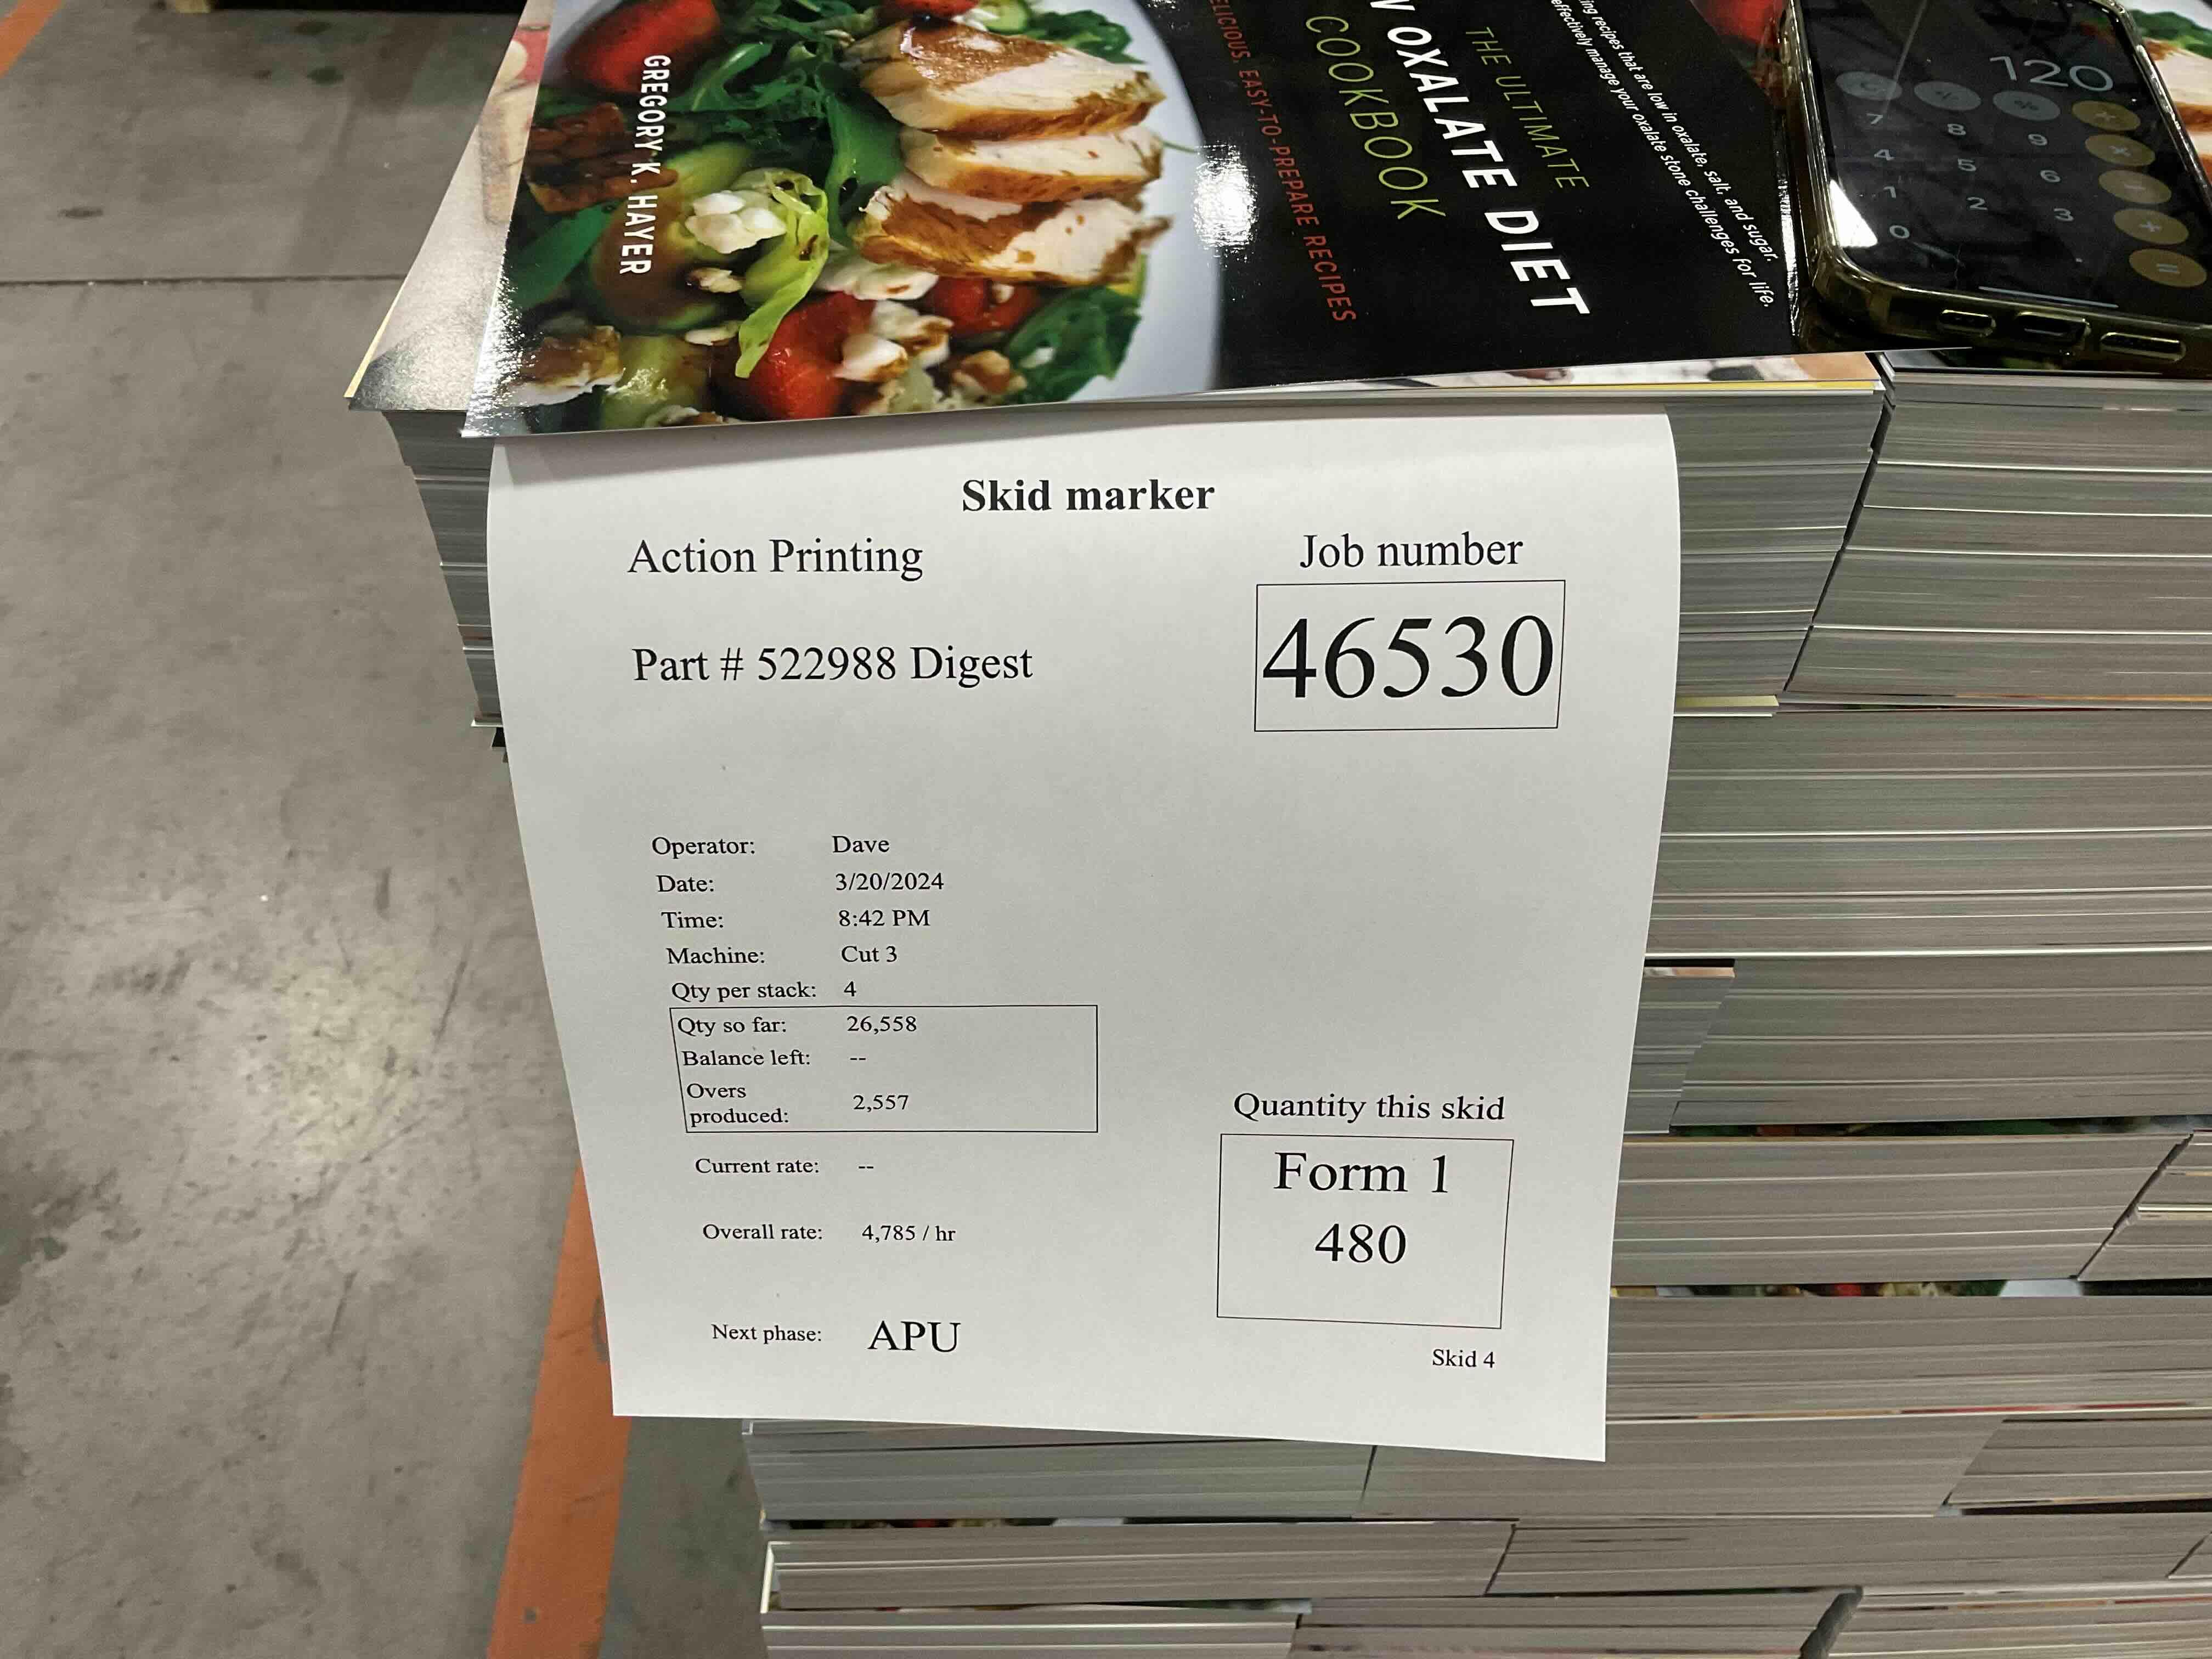 THE ULTIMATE
OXALATE DIET
COOKBOOK
EASY-TO-PREPARE RECIPES
recipes that are low in oxalate, salt, and sugar.
effectively manage your oxalate stone challenges for life.
GREGORY K. HAYER
120
7 8 9 ×
4 5 6 −
1 2 3 +
0 =
Skid marker
Action Printing
Job number
46530
Part # 522988 Digest
Operator: Dave
Date: 3/20/2024
Time: 8:42 PM
Machine: Cut 3
Qty per stack: 4
Qty so far: 26,558
Balance left: --
Overs produced: 2,557
Current rate: --
Overall rate: 4,785 / hr
Next phase: APU
Quantity this skid
Form 1
480
Skid 4